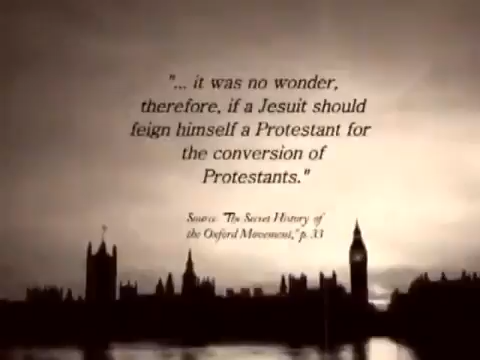 "... it was no wonder,
therefore, if a Jesuit should
feign himself a Protestant for
the conversion of
Protestants."
Source: "The Secret History of
the Oxford Movement," p. 33